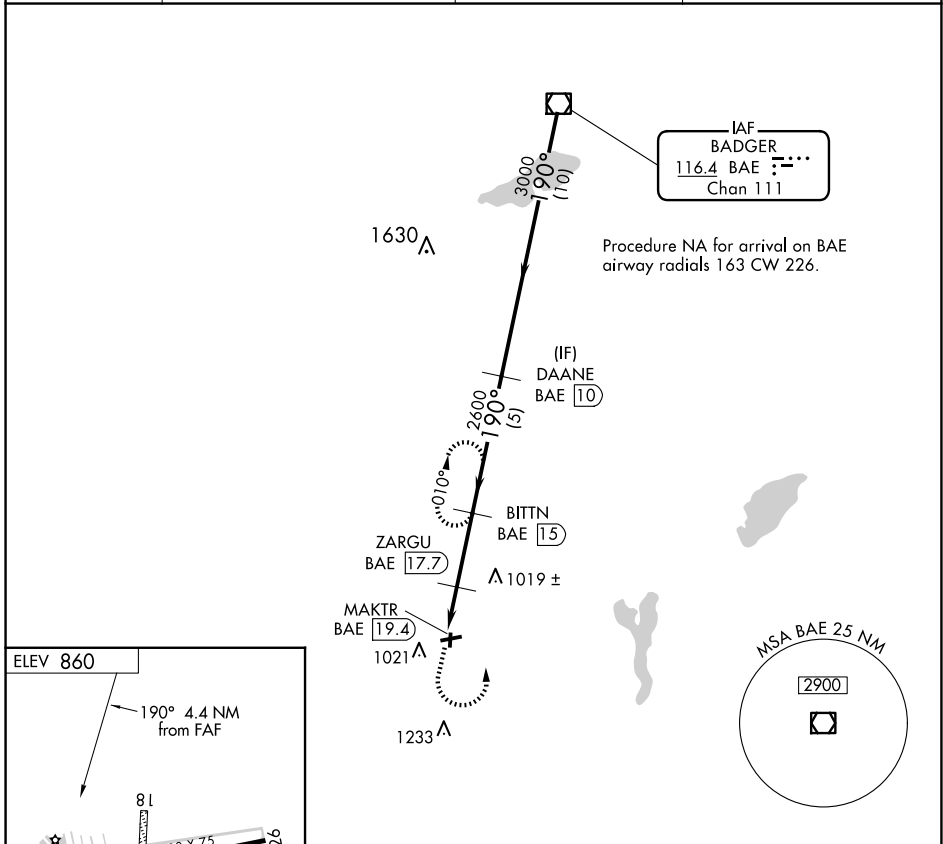 IAF
BADGER
116.4 BAE
Chan 111
3000
190°
(10)
1630
Procedure NA for arrival on BAE
airway radials 163 CW 226.
(IF)
DAANE
BAE 10
2600
190°
(5)
010°
BITTN
BAE 15
ZARGU
BAE 17.7
1019 ±
MAKTR
BAE 19.4
1021
1233
MSA BAE 25 NM
2900
ELEV 860
190° 4.4 NM
from FAF
18
X 75
26